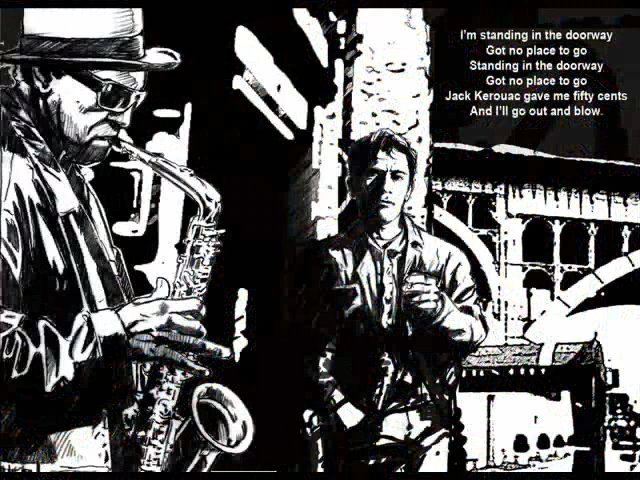 I'm standing in the doorway
Got no place to go
Standing in the doorway
Got no place to go
Jack Kerouac gave me fifty cents
And I'll go out and blow.